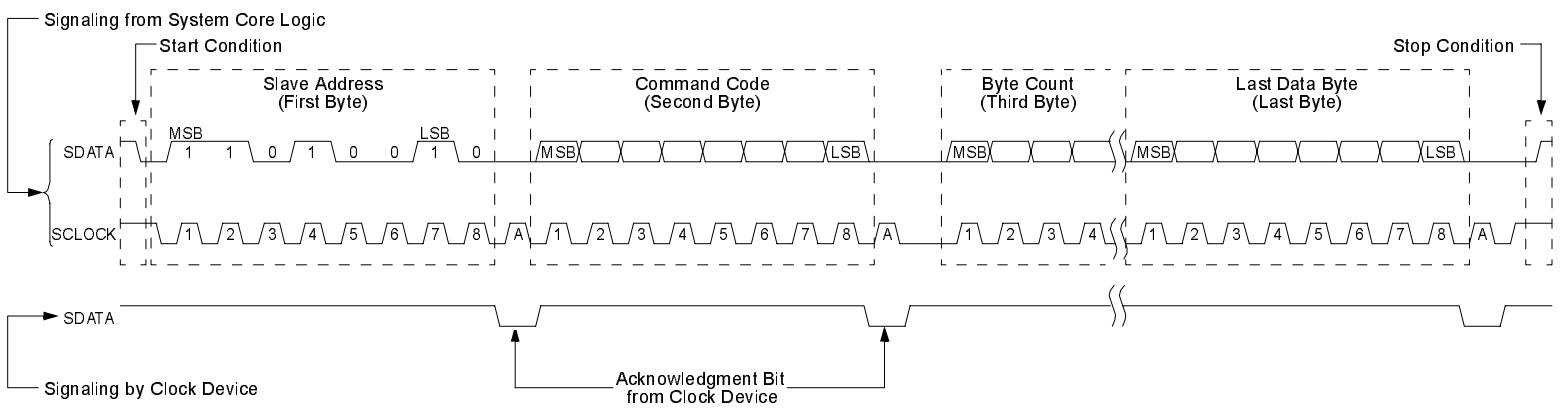 Signaling from System Core Logic
Start Condition
Stop Condition
Slave Address
(First Byte)
Command Code
(Second Byte)
Byte Count
(Third Byte)
Last Data Byte
(Last Byte)
MSB
LSB
SDATA
1 1 0 1 0 0 1 0
MSB
LSB
MSB
MSB
LSB
SCLOCK
1 2 3 4 5 6 7 8 A
1 2 3 4 5 6 7 8 A
1 2 3 4
1 2 3 4 5 6 7 8 A
SDATA
Signaling by Clock Device
Acknowledgment Bit
from Clock Device